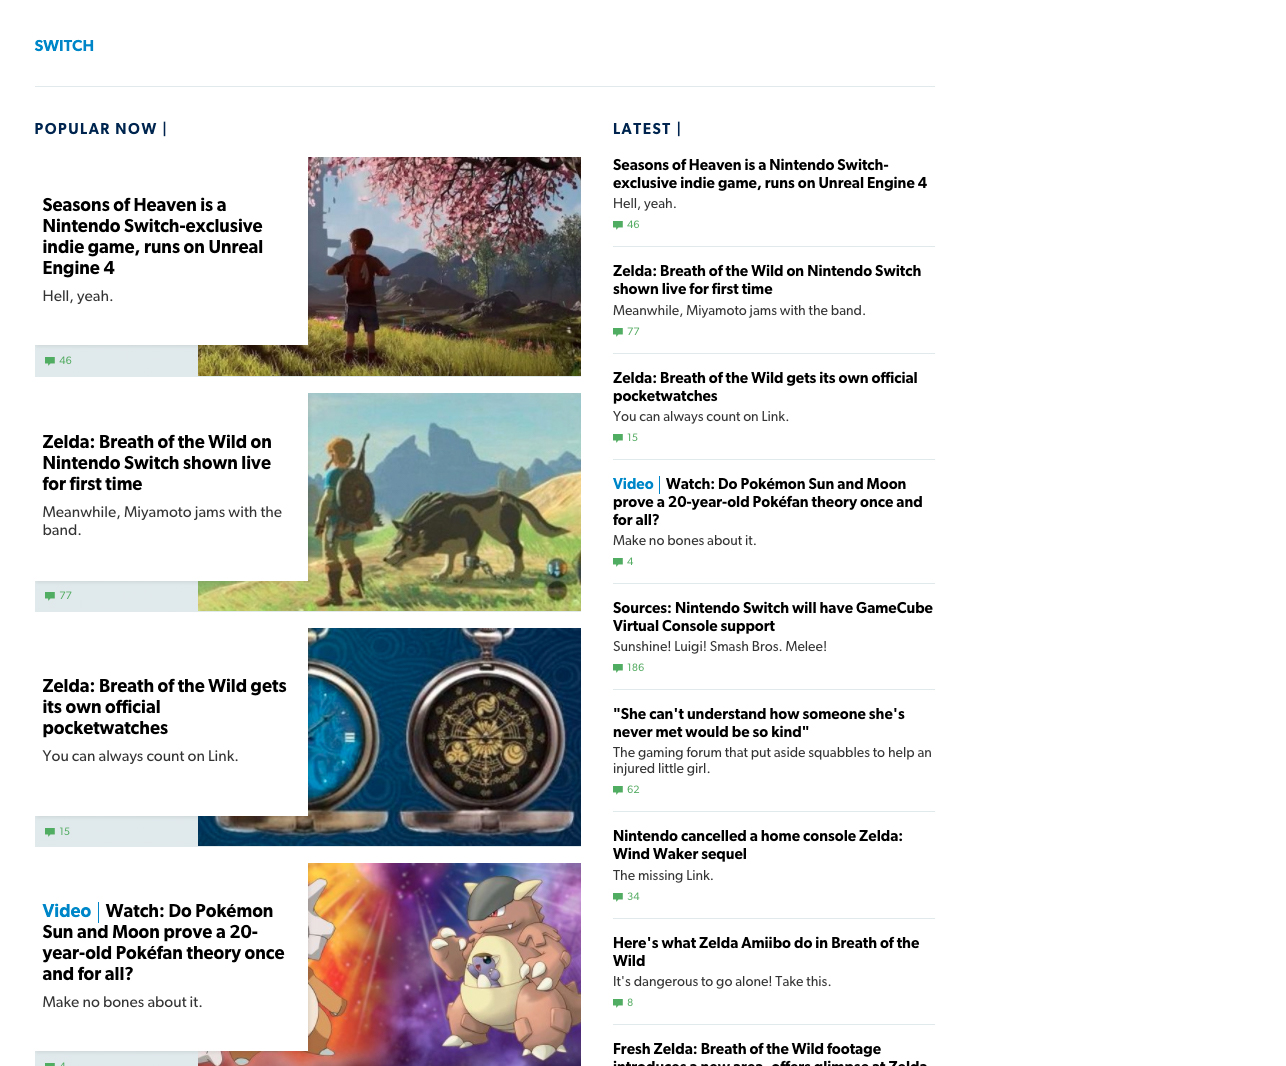 SWITCH
POPULAR NOW |
Seasons of Heaven is a
Nintendo Switch-exclusive
indie game, runs on Unreal
Engine 4
Hell, yeah.
46
Zelda: Breath of the Wild on
Nintendo Switch shown live
for first time
Meanwhile, Miyamoto jams with the
band.
77
Zelda: Breath of the Wild gets
its own official
pocketwatches
You can always count on Link.
15
Video | Watch: Do Pokémon
Sun and Moon prove a 20-
year-old Pokéfan theory once
and for all?
Make no bones about it.
4
LATEST |
Seasons of Heaven is a Nintendo Switch-
exclusive indie game, runs on Unreal Engine 4
Hell, yeah.
46
Zelda: Breath of the Wild on Nintendo Switch
shown live for first time
Meanwhile, Miyamoto jams with the band.
77
Zelda: Breath of the Wild gets its own official
pocketwatches
You can always count on Link.
15
Video | Watch: Do Pokémon Sun and Moon
prove a 20-year-old Pokéfan theory once and
for all?
Make no bones about it.
4
Sources: Nintendo Switch will have GameCube
Virtual Console support
Sunshine! Luigi! Smash Bros. Melee!
186
"She can't understand how someone she's
never met would be so kind"
The gaming forum that put aside squabbles to help an
injured little girl.
62
Nintendo cancelled a home console Zelda:
Wind Waker sequel
The missing Link.
34
Here's what Zelda Amiibo do in Breath of the
Wild
It's dangerous to go alone! Take this.
8
Fresh Zelda: Breath of the Wild footage
introduces a new area, offers glimpse at Zelda